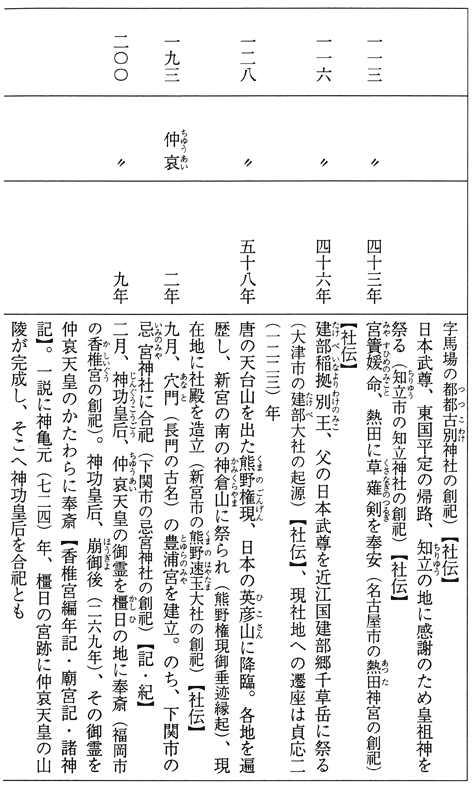 字馬場の都都古別神社の創祀）【社伝】
日本武尊、東国平定の帰路、知立の地に感謝のため皇祖神を
祭る（知立市の知立神社の創祀）【社伝】
一一三 〃 四十三年 宮簀媛命、熱田に草薙剣を奉安（名古屋市の熱田神宮の創祀）
【社伝】
一一六 〃 四十六年 建部稲拠別王、父の日本武尊を近江国建部郷千草岳に祭る
（大津市の建部大社の起源）【社伝】、現社地への遷座は貞応二
（一二二三）年
一二八 〃 五十八年 唐の天台山を出た熊野権現、日本の英彦山に降臨。各地を遍
歴し、新宮の南の神倉山に祭られ（熊野権現御垂迹縁起）、現
在地に社殿を造立（新宮市の熊野速玉大社の創祀）【社伝】
一九三 仲哀 二年 九月、穴門（長門の古名）の豊浦宮を建立。のち、下関市の
忌宮神社に合祀（下関市の忌宮神社の創祀）【記・紀】
二〇〇 〃 九年 二月、神功皇后、仲哀天皇の御霊を橿日の地に奉斎（福岡市
の香椎宮の創祀）。神功皇后、崩御後（二六九年）、その御霊を
仲哀天皇のかたわらに奉斎【香椎宮編年記・廟宮記・諸神
記】。一説に神亀元（七二四）年、橿日の宮跡に仲哀天皇の山
陵が完成し、そこへ神功皇后を合祀とも